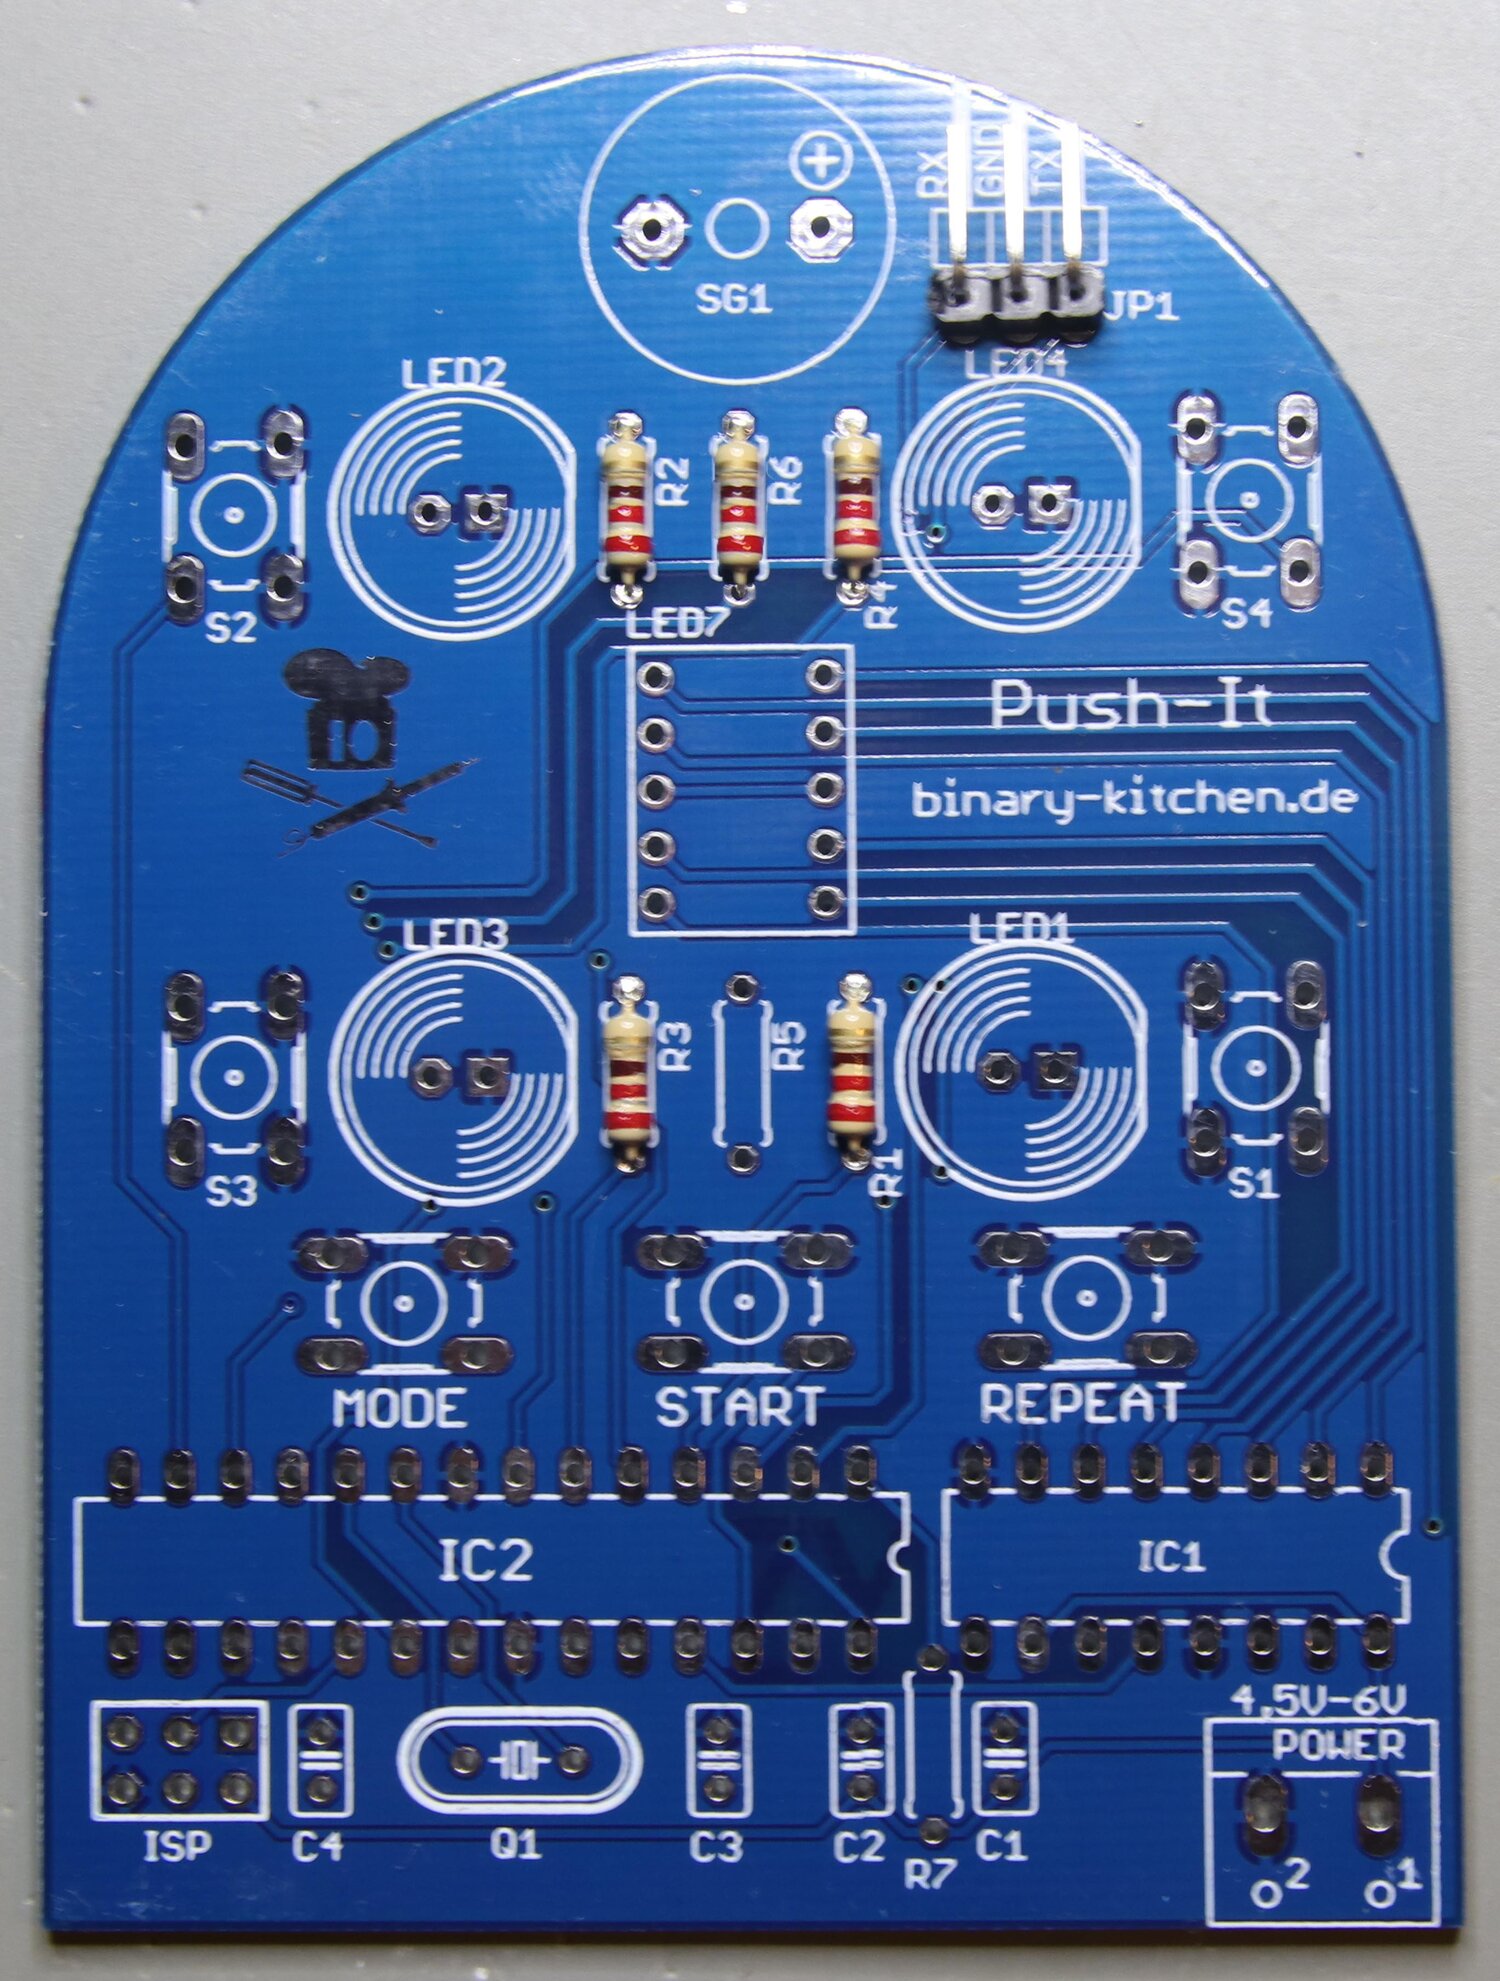 RX
GND
TX
SG1
JP1
LED2
LED4
R2
R6
R4
S2
S4
LED7
Push-It
binary-kitchen.de
LED3
LED1
R3
R5
R1
S3
S1
MODE
START
REPEAT
IC2
IC1
4,5V-6V
POWER
ISP
C4
Q1
C3
C2
R7
C1
2
1